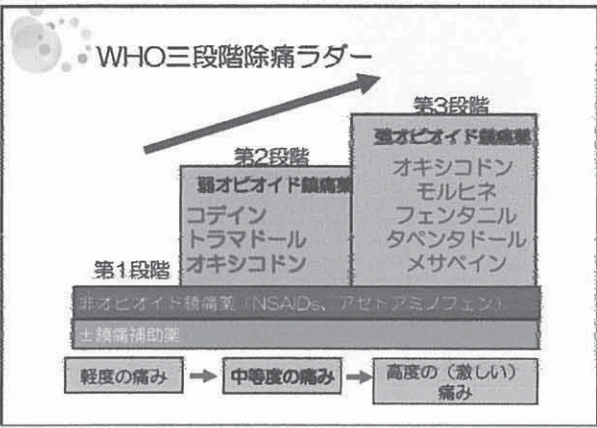 WHO三段階除痛ラダー
第3段階
強オピオイド鎮痛薬
オキシコドン
モルヒネ
フェンタニル
タペンタドール
メサペイン
第2段階
弱オピオイド鎮痛薬
コデイン
トラマドール
オキシコドン
第1段階
非オピオイド鎮痛薬（NSAIDs、アセトアミノフェン）
±鎮痛補助薬
軽度の痛み
中等度の痛み
高度の（激しい）
痛み